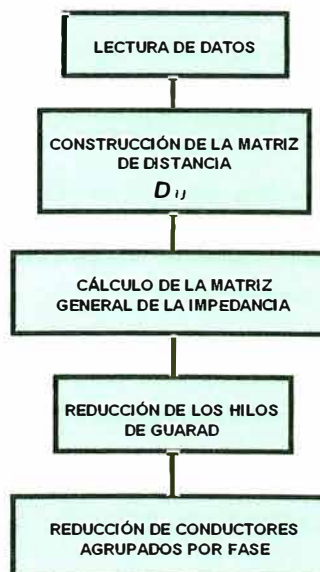 LECTURA DE DATOS
CONSTRUCCIÓN DE LA MATRIZ
DE DISTANCIA
D ij
CÁLCULO DE LA MATRIZ
GENERAL DE LA IMPEDANCIA
REDUCCIÓN DE LOS HILOS
DE GUARAD
REDUCCIÓN DE CONDUCTORES
AGRUPADOS POR FASE